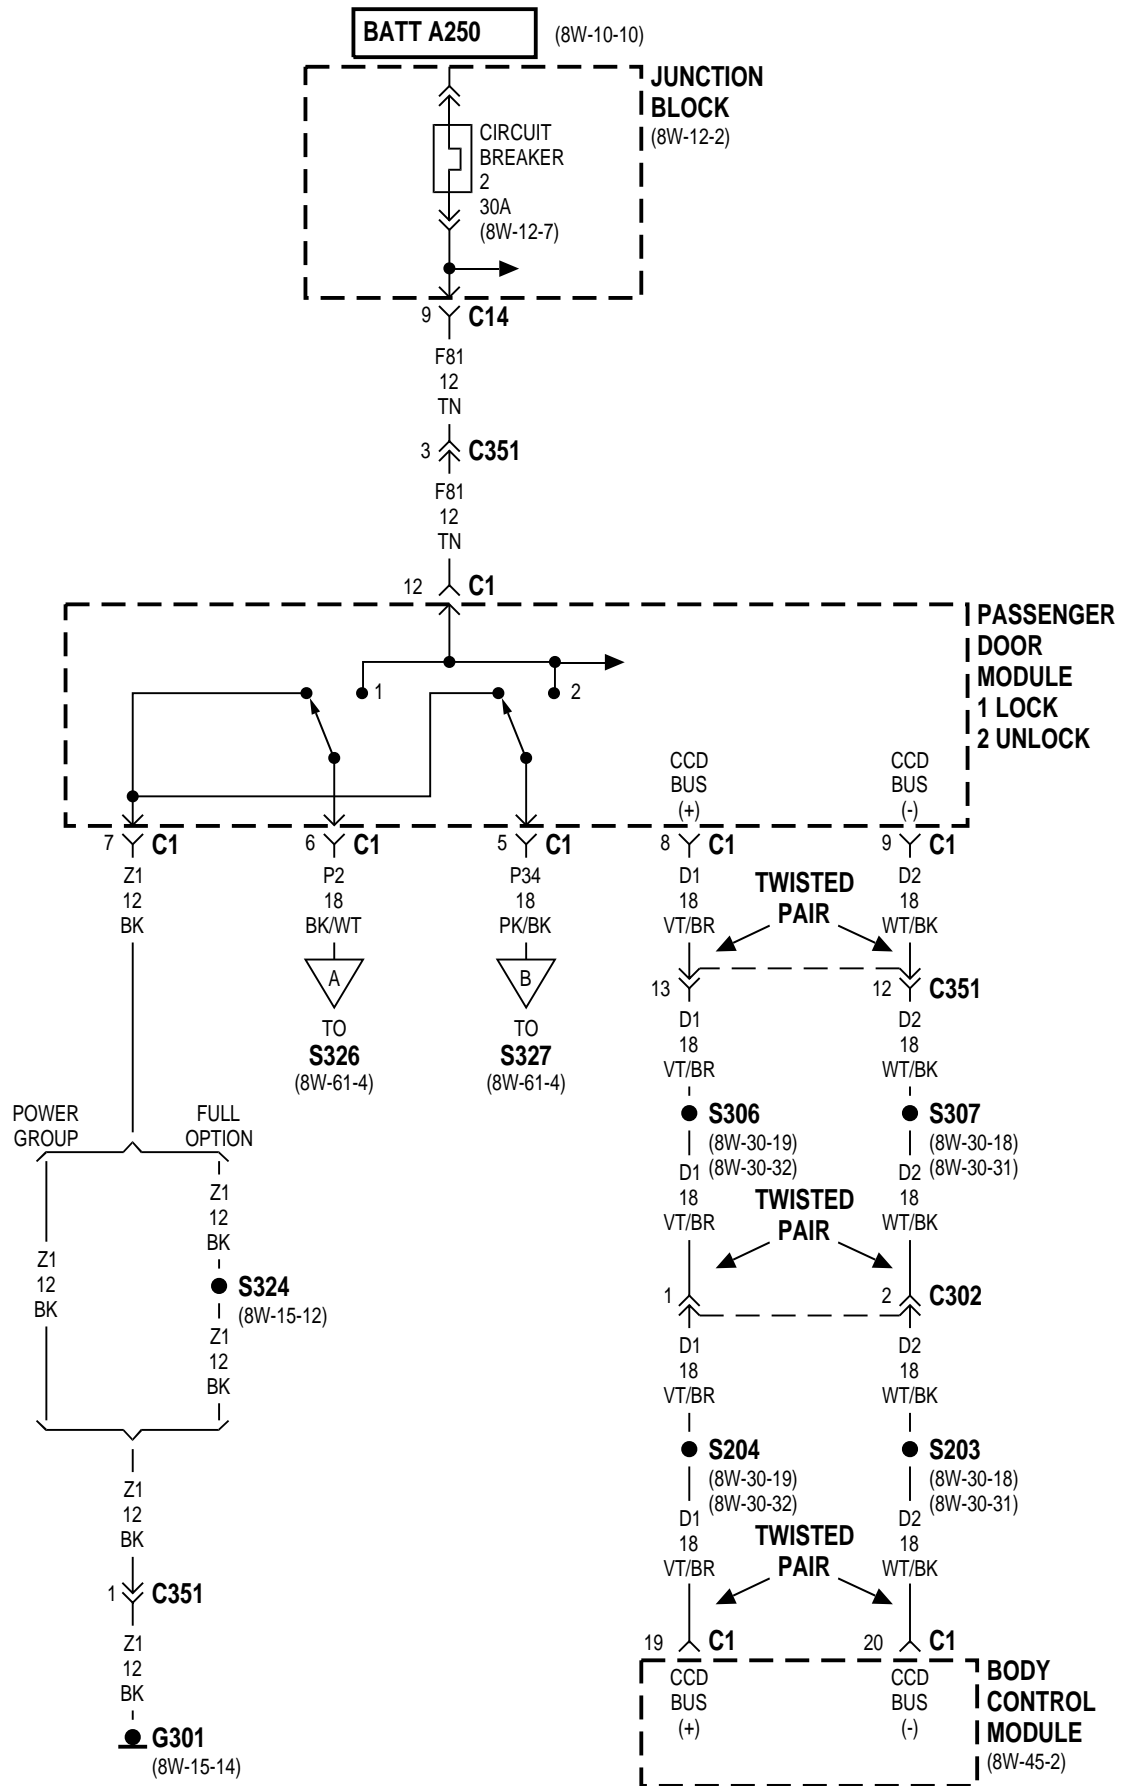 BATT A250
(8W-10-10)
JUNCTION
BLOCK
(8W-12-2)
CIRCUIT
BREAKER
2
30A
(8W-12-7)
9 C14
F81
12
TN
3 C351
F81
12
TN
12 C1
PASSENGER
DOOR
MODULE
1 LOCK
2 UNLOCK
1
2
CCD
BUS
(+)
CCD
BUS
(-)
7 C1
6 C1
5 C1
8 C1
9 C1
Z1
12
BK
P2
18
BK/WT
P34
18
PK/BK
D1
18
VT/BR
TWISTED
PAIR
D2
18
WT/BK
A
TO
S326
(8W-61-4)
B
TO
S327
(8W-61-4)
13
12 C351
D1
18
VT/BR
D2
18
WT/BK
S306
(8W-30-19)
(8W-30-32)
S307
(8W-30-18)
(8W-30-31)
D1
18
VT/BR
TWISTED
PAIR
D2
18
WT/BK
POWER
GROUP
FULL
OPTION
Z1
12
BK
Z1
12
BK
S324
(8W-15-12)
Z1
12
BK
1
2 C302
D1
18
VT/BR
D2
18
WT/BK
S204
(8W-30-19)
(8W-30-32)
S203
(8W-30-18)
(8W-30-31)
D1
18
VT/BR
TWISTED
PAIR
D2
18
WT/BK
Z1
12
BK
1 C351
Z1
12
BK
G301
(8W-15-14)
19 C1
20 C1
CCD
BUS
(+)
CCD
BUS
(-)
BODY
CONTROL
MODULE
(8W-45-2)